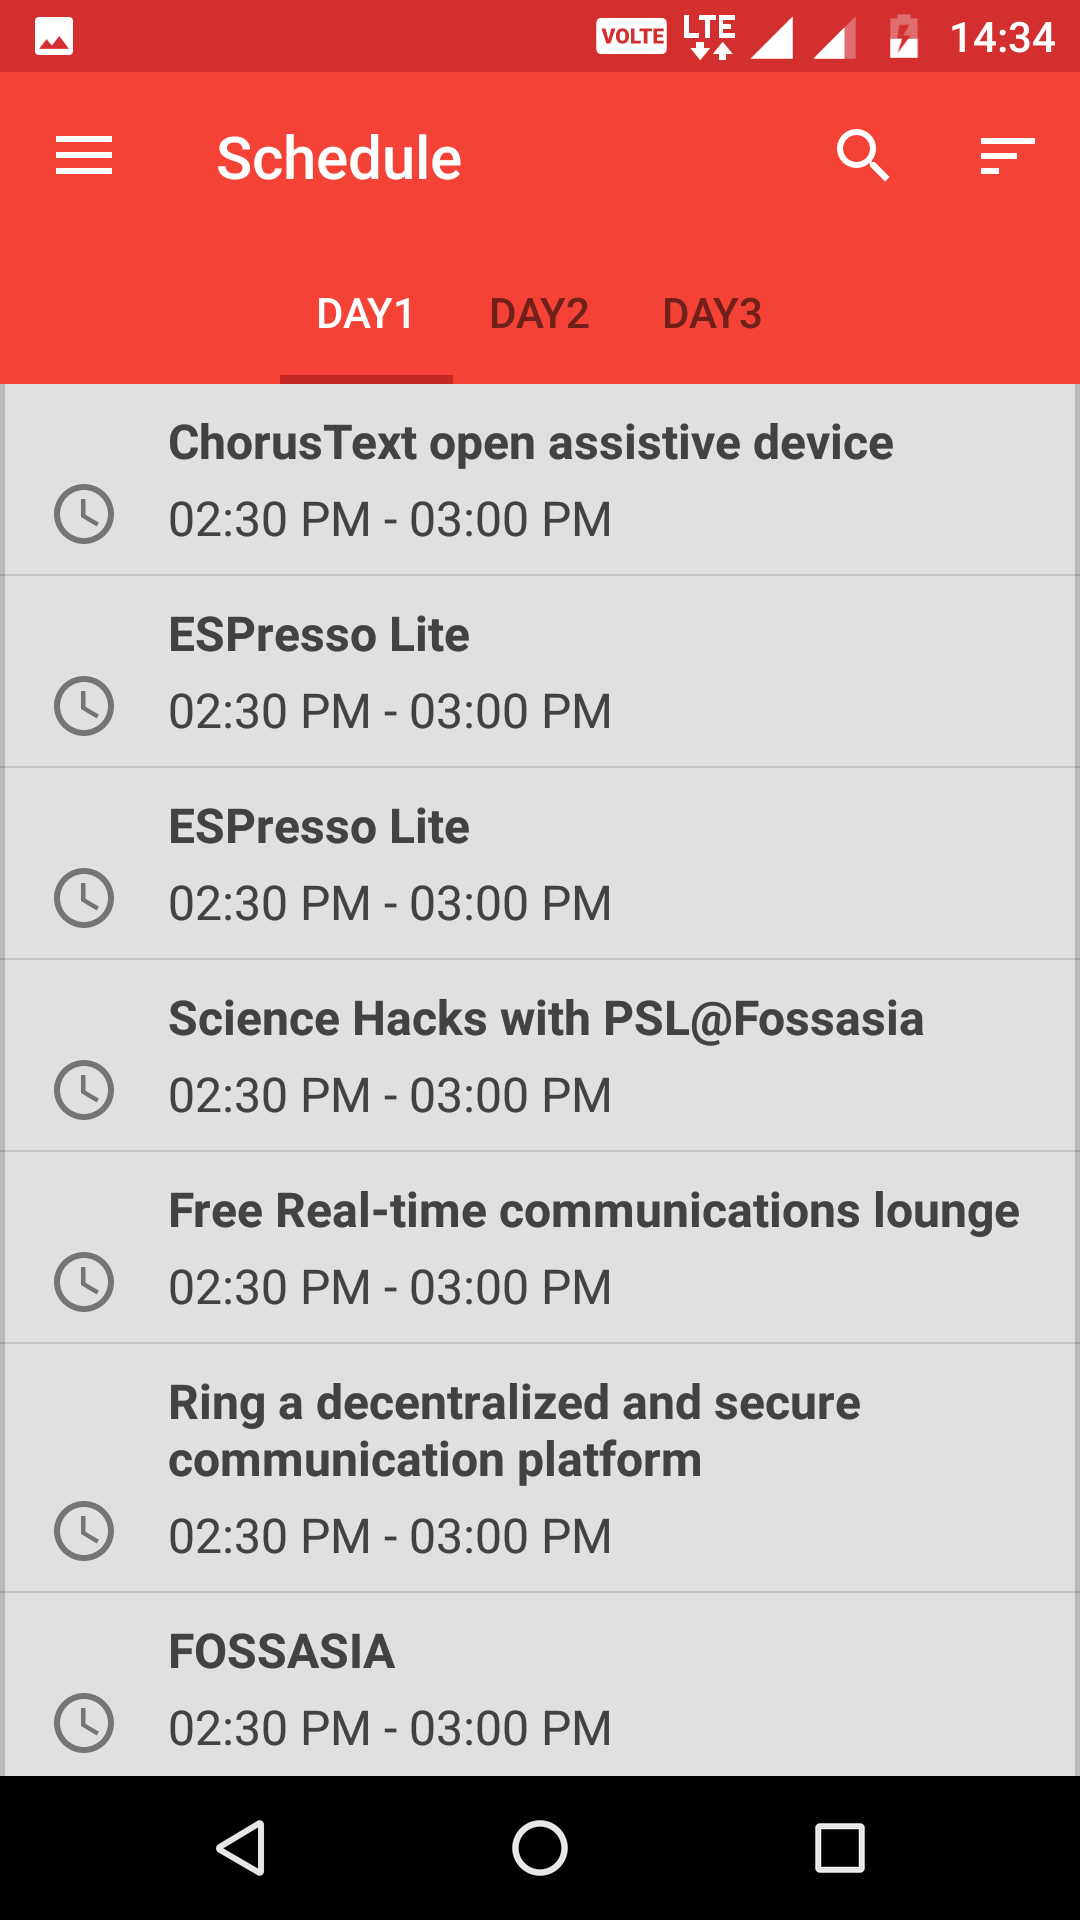 VOLTE LTE 14:34
Schedule
DAY1 DAY2 DAY3
ChorusText open assistive device
02:30 PM - 03:00 PM
ESPresso Lite
02:30 PM - 03:00 PM
ESPresso Lite
02:30 PM - 03:00 PM
Science Hacks with PSL@Fossasia
02:30 PM - 03:00 PM
Free Real-time communications lounge
02:30 PM - 03:00 PM
Ring a decentralized and secure
communication platform
02:30 PM - 03:00 PM
FOSSASIA
02:30 PM - 03:00 PM